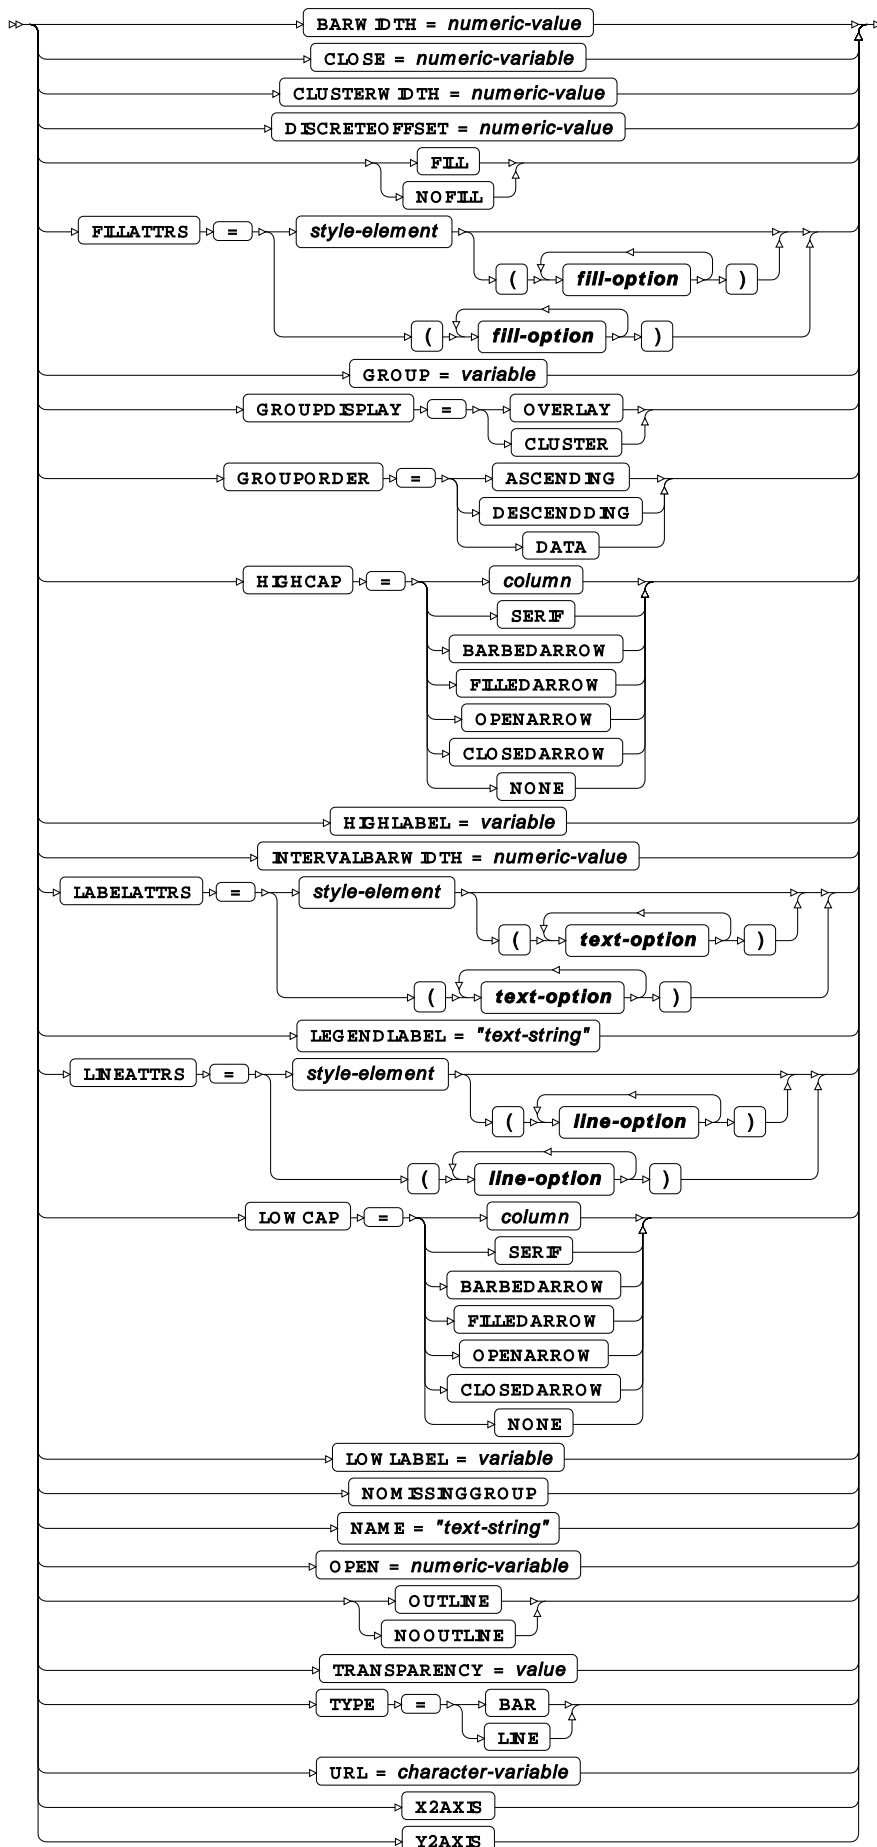 BARWIDTH = numeric-value
CLOSE = numeric-variable
CLUSTERWIDTH = numeric-value
DISCRETEOFFSET = numeric-value
FILL
NOFILL
FILLATTRS = style-element
( fill-option )
( fill-option )
GROUP = variable
GROUPDISPLAY = OVERLAY
CLUSTER
GROUPORDER = ASCENDING
DESCENDDING
DATA
HIGHCAP = column
SERIF
BARBEDARROW
FILLEDARROW
OPENARROW
CLOSEDARROW
NONE
HIGHLABEL = variable
INTERVALBARWIDTH = numeric-value
LABELATTRS = style-element
( text-option )
( text-option )
LEGENDLABEL = "text-string"
LINEATTRS = style-element
( line-option )
( line-option )
LOWCAP = column
SERIF
BARBEDARROW
FILLEDARROW
OPENARROW
CLOSEDARROW
NONE
LOWLABEL = variable
NOMISSINGGROUP
NAME = "text-string"
OPEN = numeric-variable
OUTLINE
NOOUTLINE
TRANSPARENCY = value
TYPE = BAR
LINE
URL = character-variable
X2AXIS
Y2AXIS